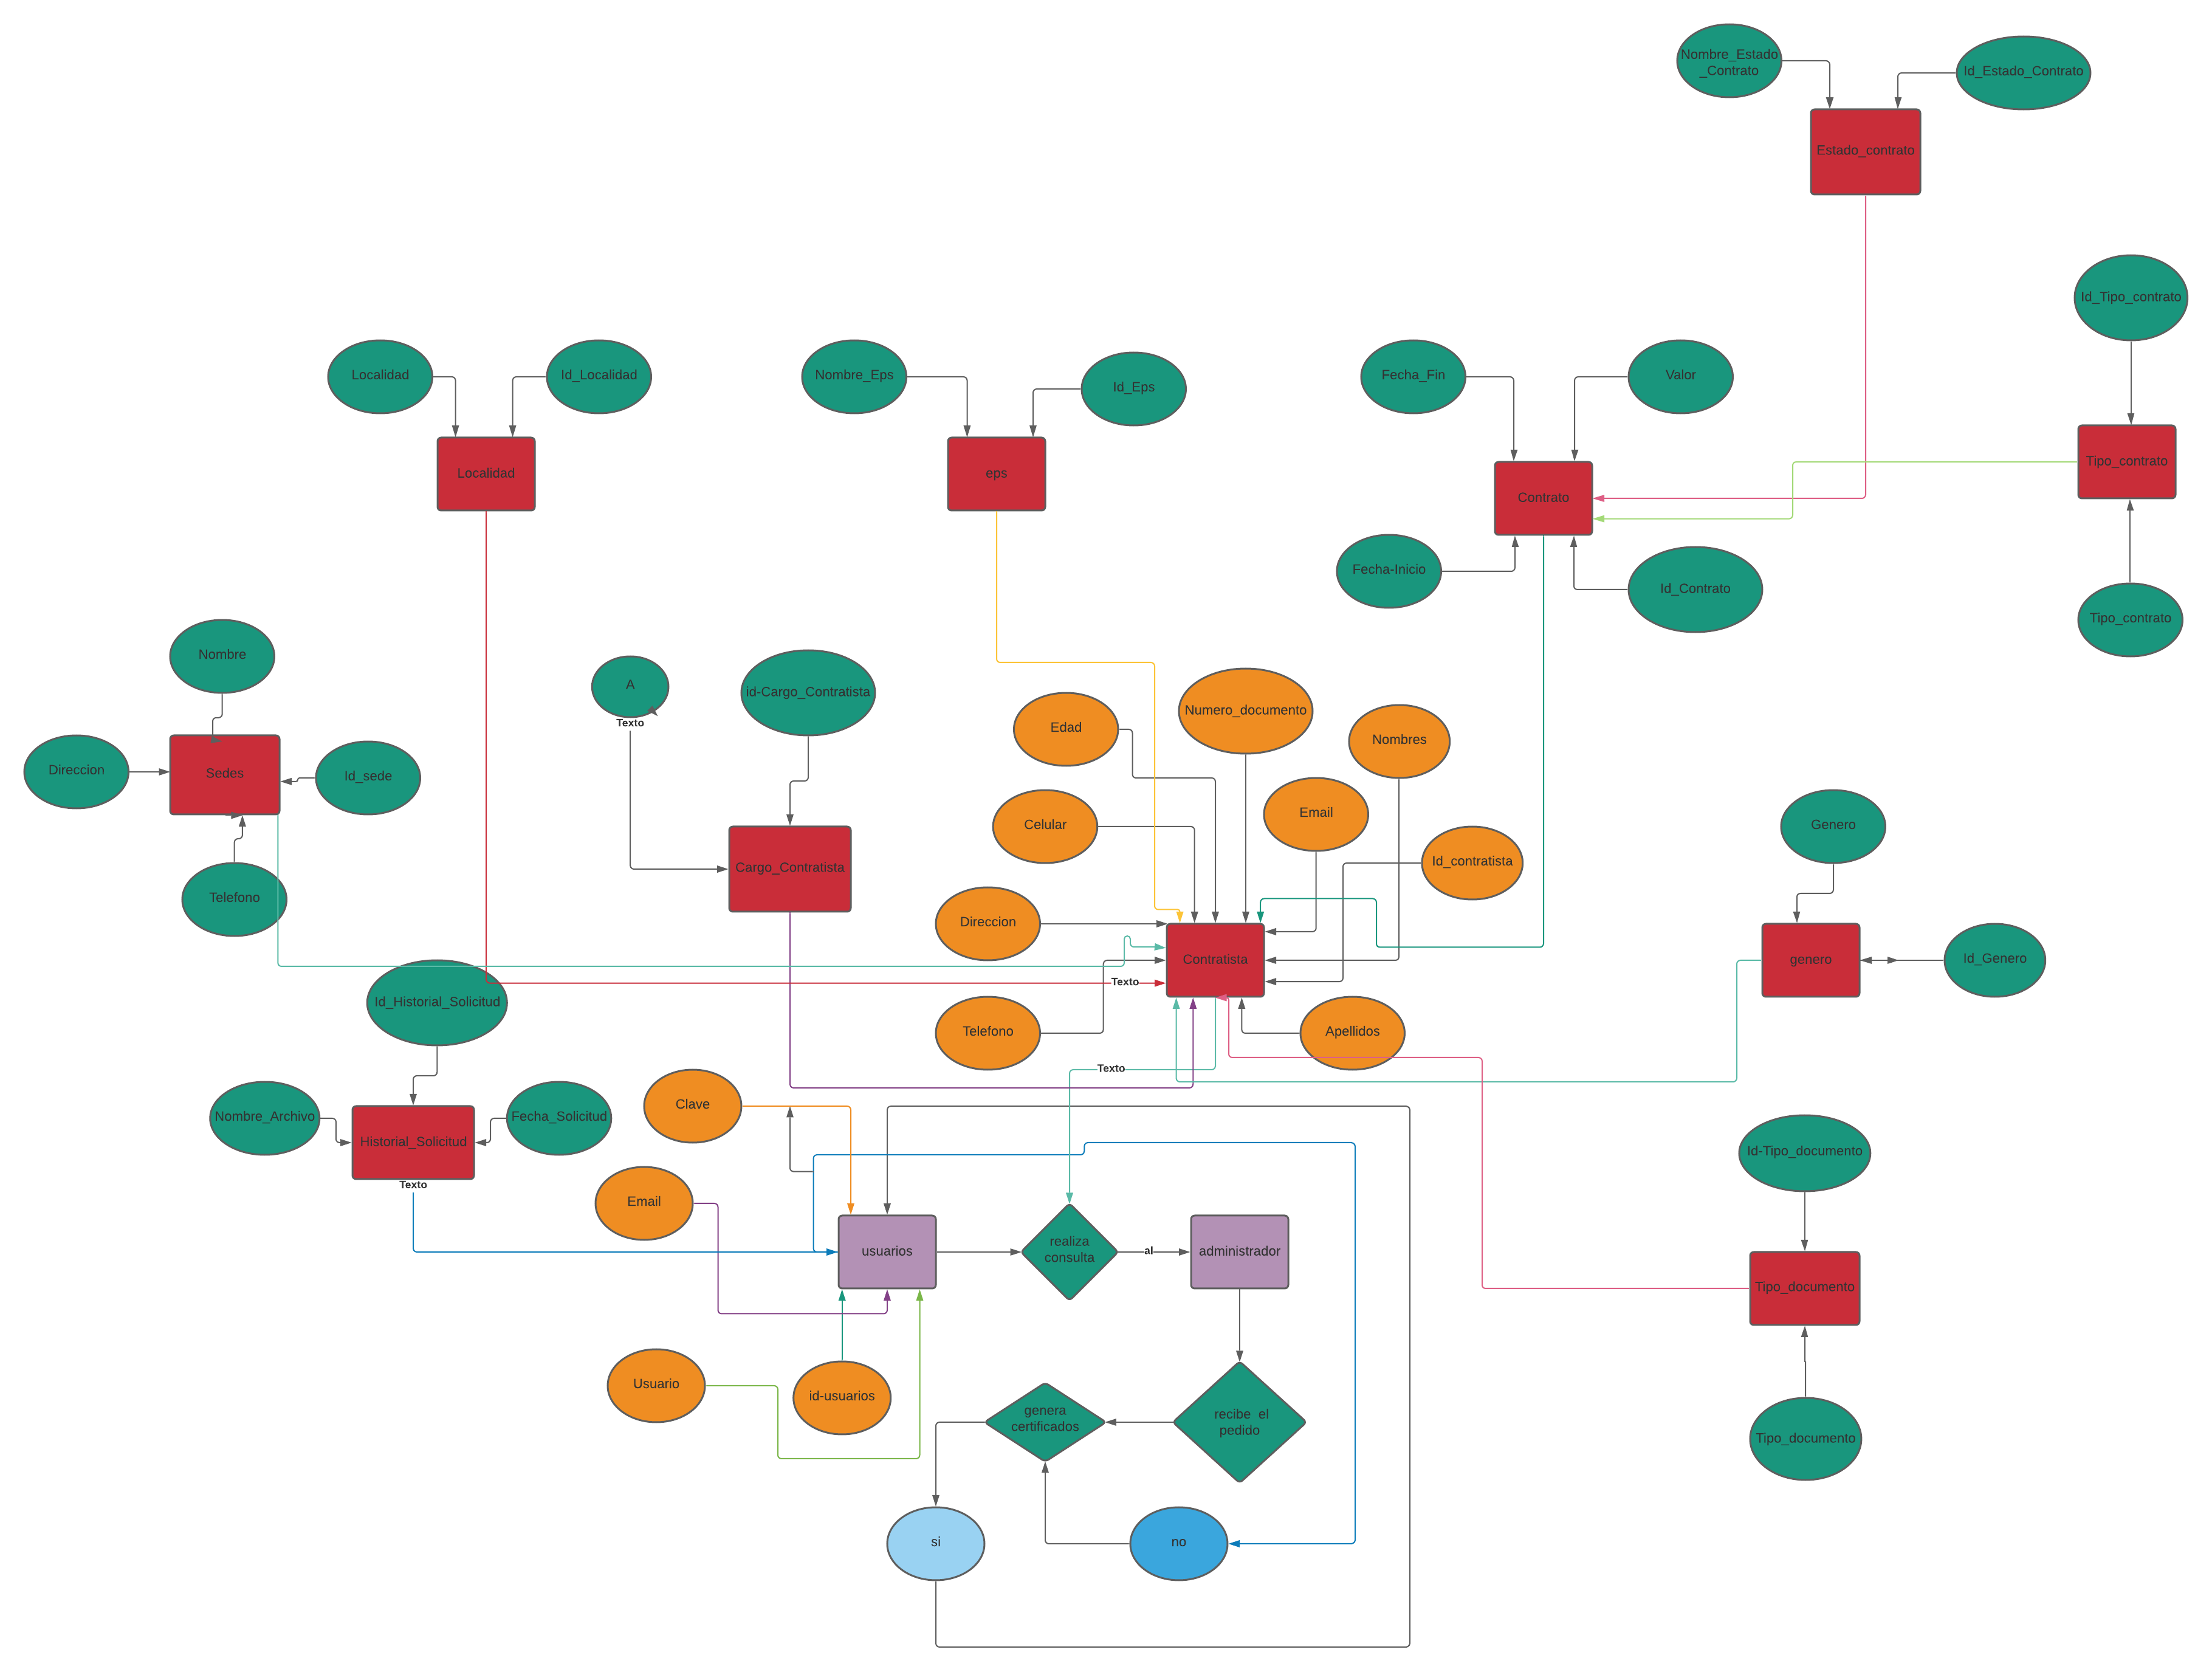 Nombre_Estado
_Contrato
Id_Estado_Contrato
Estado_contrato
Id_Tipo_contrato
Localidad
Id_Localidad
Nombre_Eps
Id_Eps
Fecha_Fin
Valor
Localidad
eps
Contrato
Tipo_contrato
Fecha-Inicio
Id_Contrato
Tipo_contrato
Nombre
A
Texto
id-Cargo_Contratista
Edad
Numero_documento
Nombres
Direccion
Sedes
Id_sede
Celular
Email
Genero
Cargo_Contratista
Id_contratista
Telefono
Direccion
Contratista
genero
Id_Genero
Texto
Id_Historial_Solicitud
Telefono
Apellidos
Texto
Clave
Nombre_Archivo
Fecha_Solicitud
Historial_Solicitud
Texto
Id-Tipo_documento
Email
usuarios
realiza
consulta
al
administrador
Tipo_documento
Usuario
id-usuarios
genera
certificados
recibe el
pedido
Tipo_documento
si
no